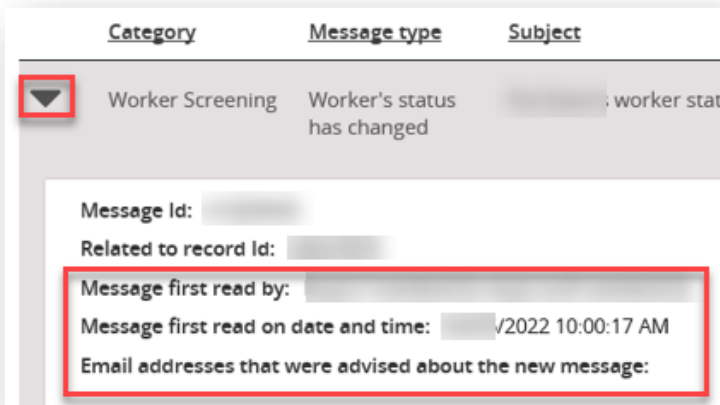 Category Message type Subject
Worker Screening Worker's status worker stat
has changed
Message Id:
Related to record Id:
Message first read by:
Message first read on date and time: /2022 10:00:17 AM
Email addresses that were advised about the new message: